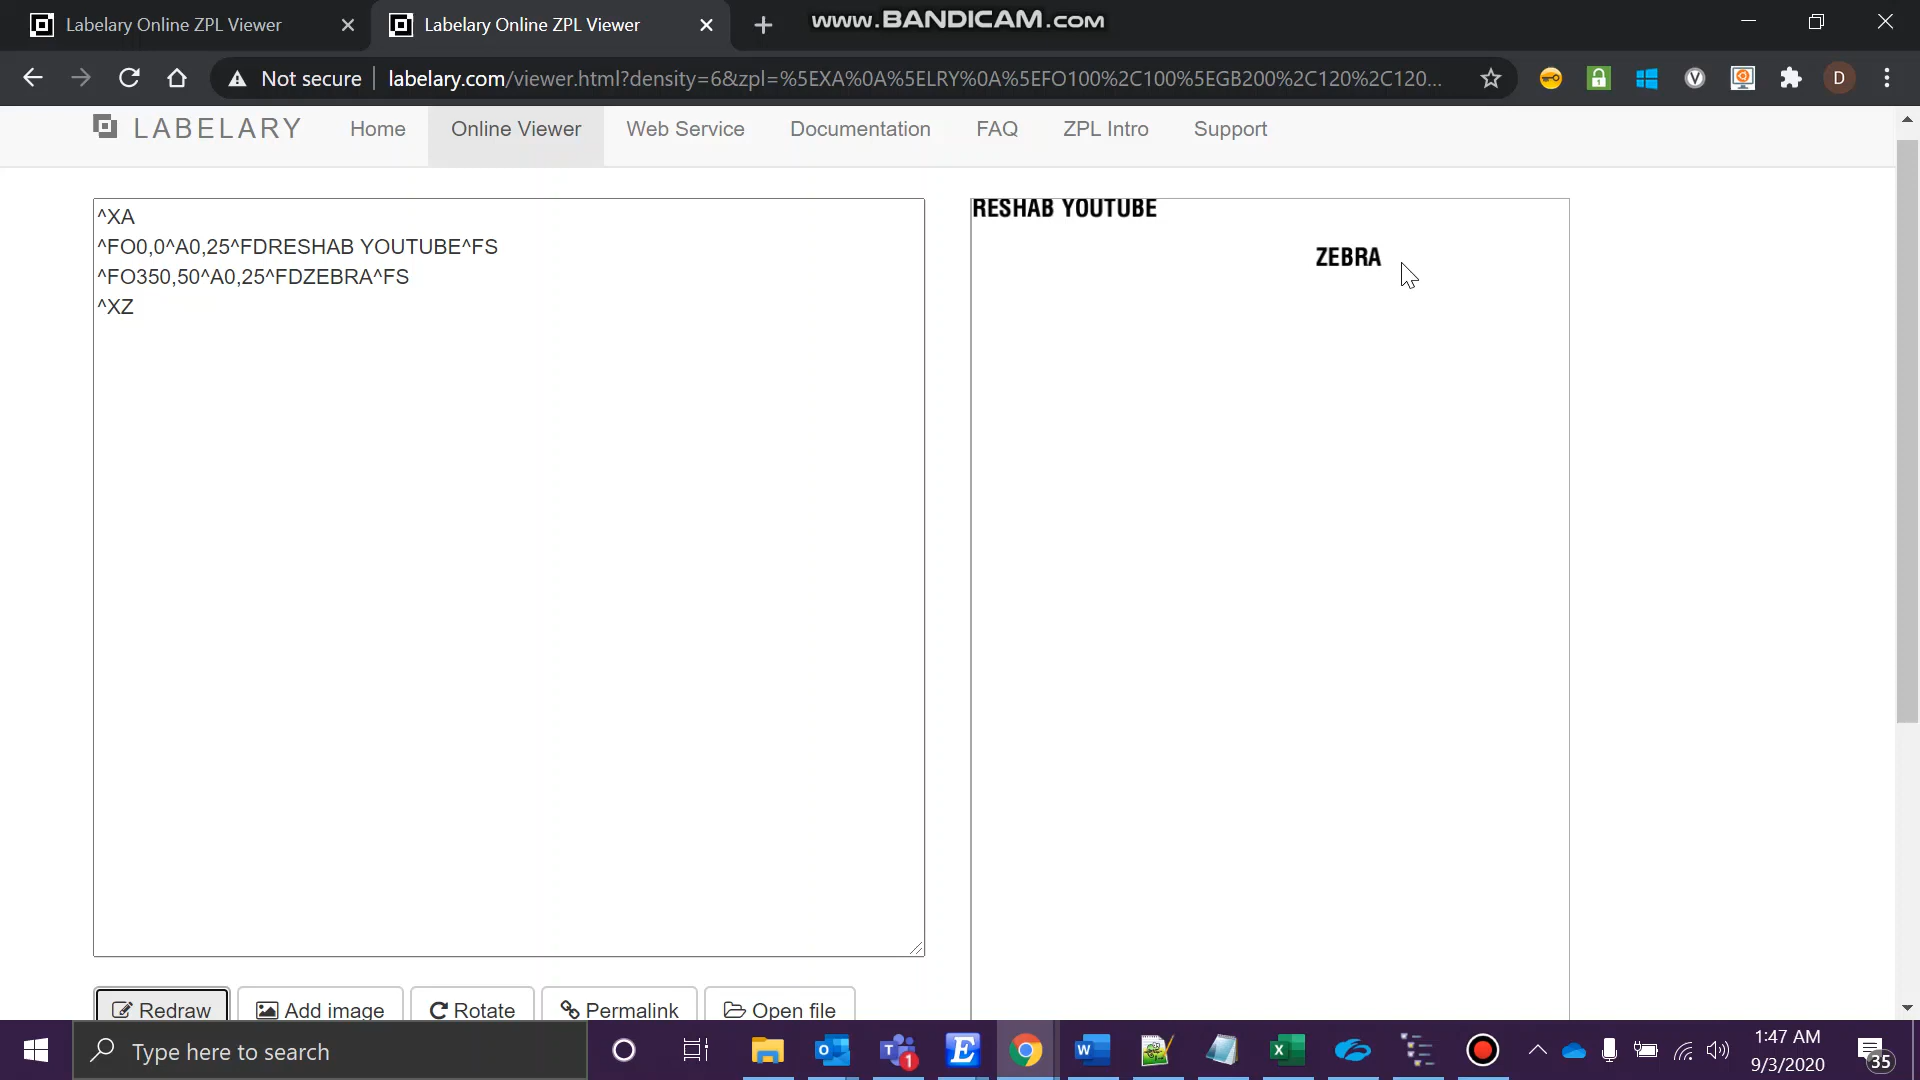 Labelary Online ZPL Viewer
Labelary Online ZPL Viewer
www.BANDICAM.com
Not secure
labelary.com/viewer.html?density=6&zpl=%5EXA%0A%5ELRY%0A%5EFO100%2C100%5EGB200%2C120%2C120...
D
LABELARY
Home
Online Viewer
Web Service
Documentation
FAQ
ZPL Intro
Support
^XA
^FO0,0^A0,25^FDRESHAB YOUTUBE^FS
^FO350,50^A0,25^FDZEBRA^FS
^XZ
RESHAB YOUTUBE
ZEBRA
Redraw
Add image
Rotate
Permalink
Open file
Type here to search
1
1:47 AM
9/3/2020
35